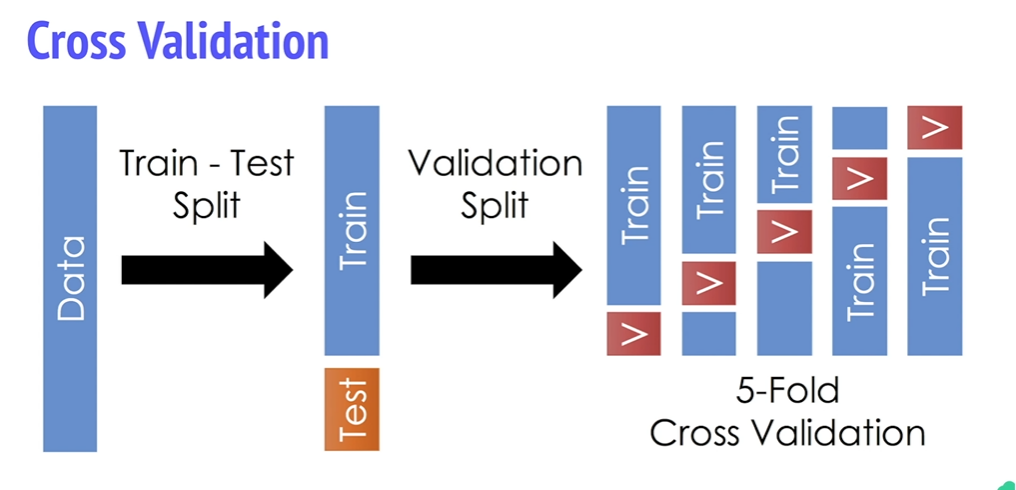 Cross Validation
Data
Train - Test
Split
Train
Test
Validation
Split
Train
V
Train
V
Train
V
V
Train
V
Train
5-Fold
Cross Validation